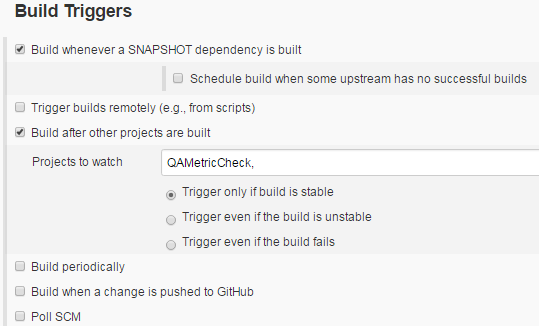 Build Triggers
Build whenever a SNAPSHOT dependency is built
Schedule build when some upstream has no successful builds
Trigger builds remotely (e.g., from scripts)
Build after other projects are built
Projects to watch QAMetricCheck,
Trigger only if build is stable
Trigger even if the build is unstable
Trigger even if the build fails
Build periodically
Build when a change is pushed to GitHub
Poll SCM